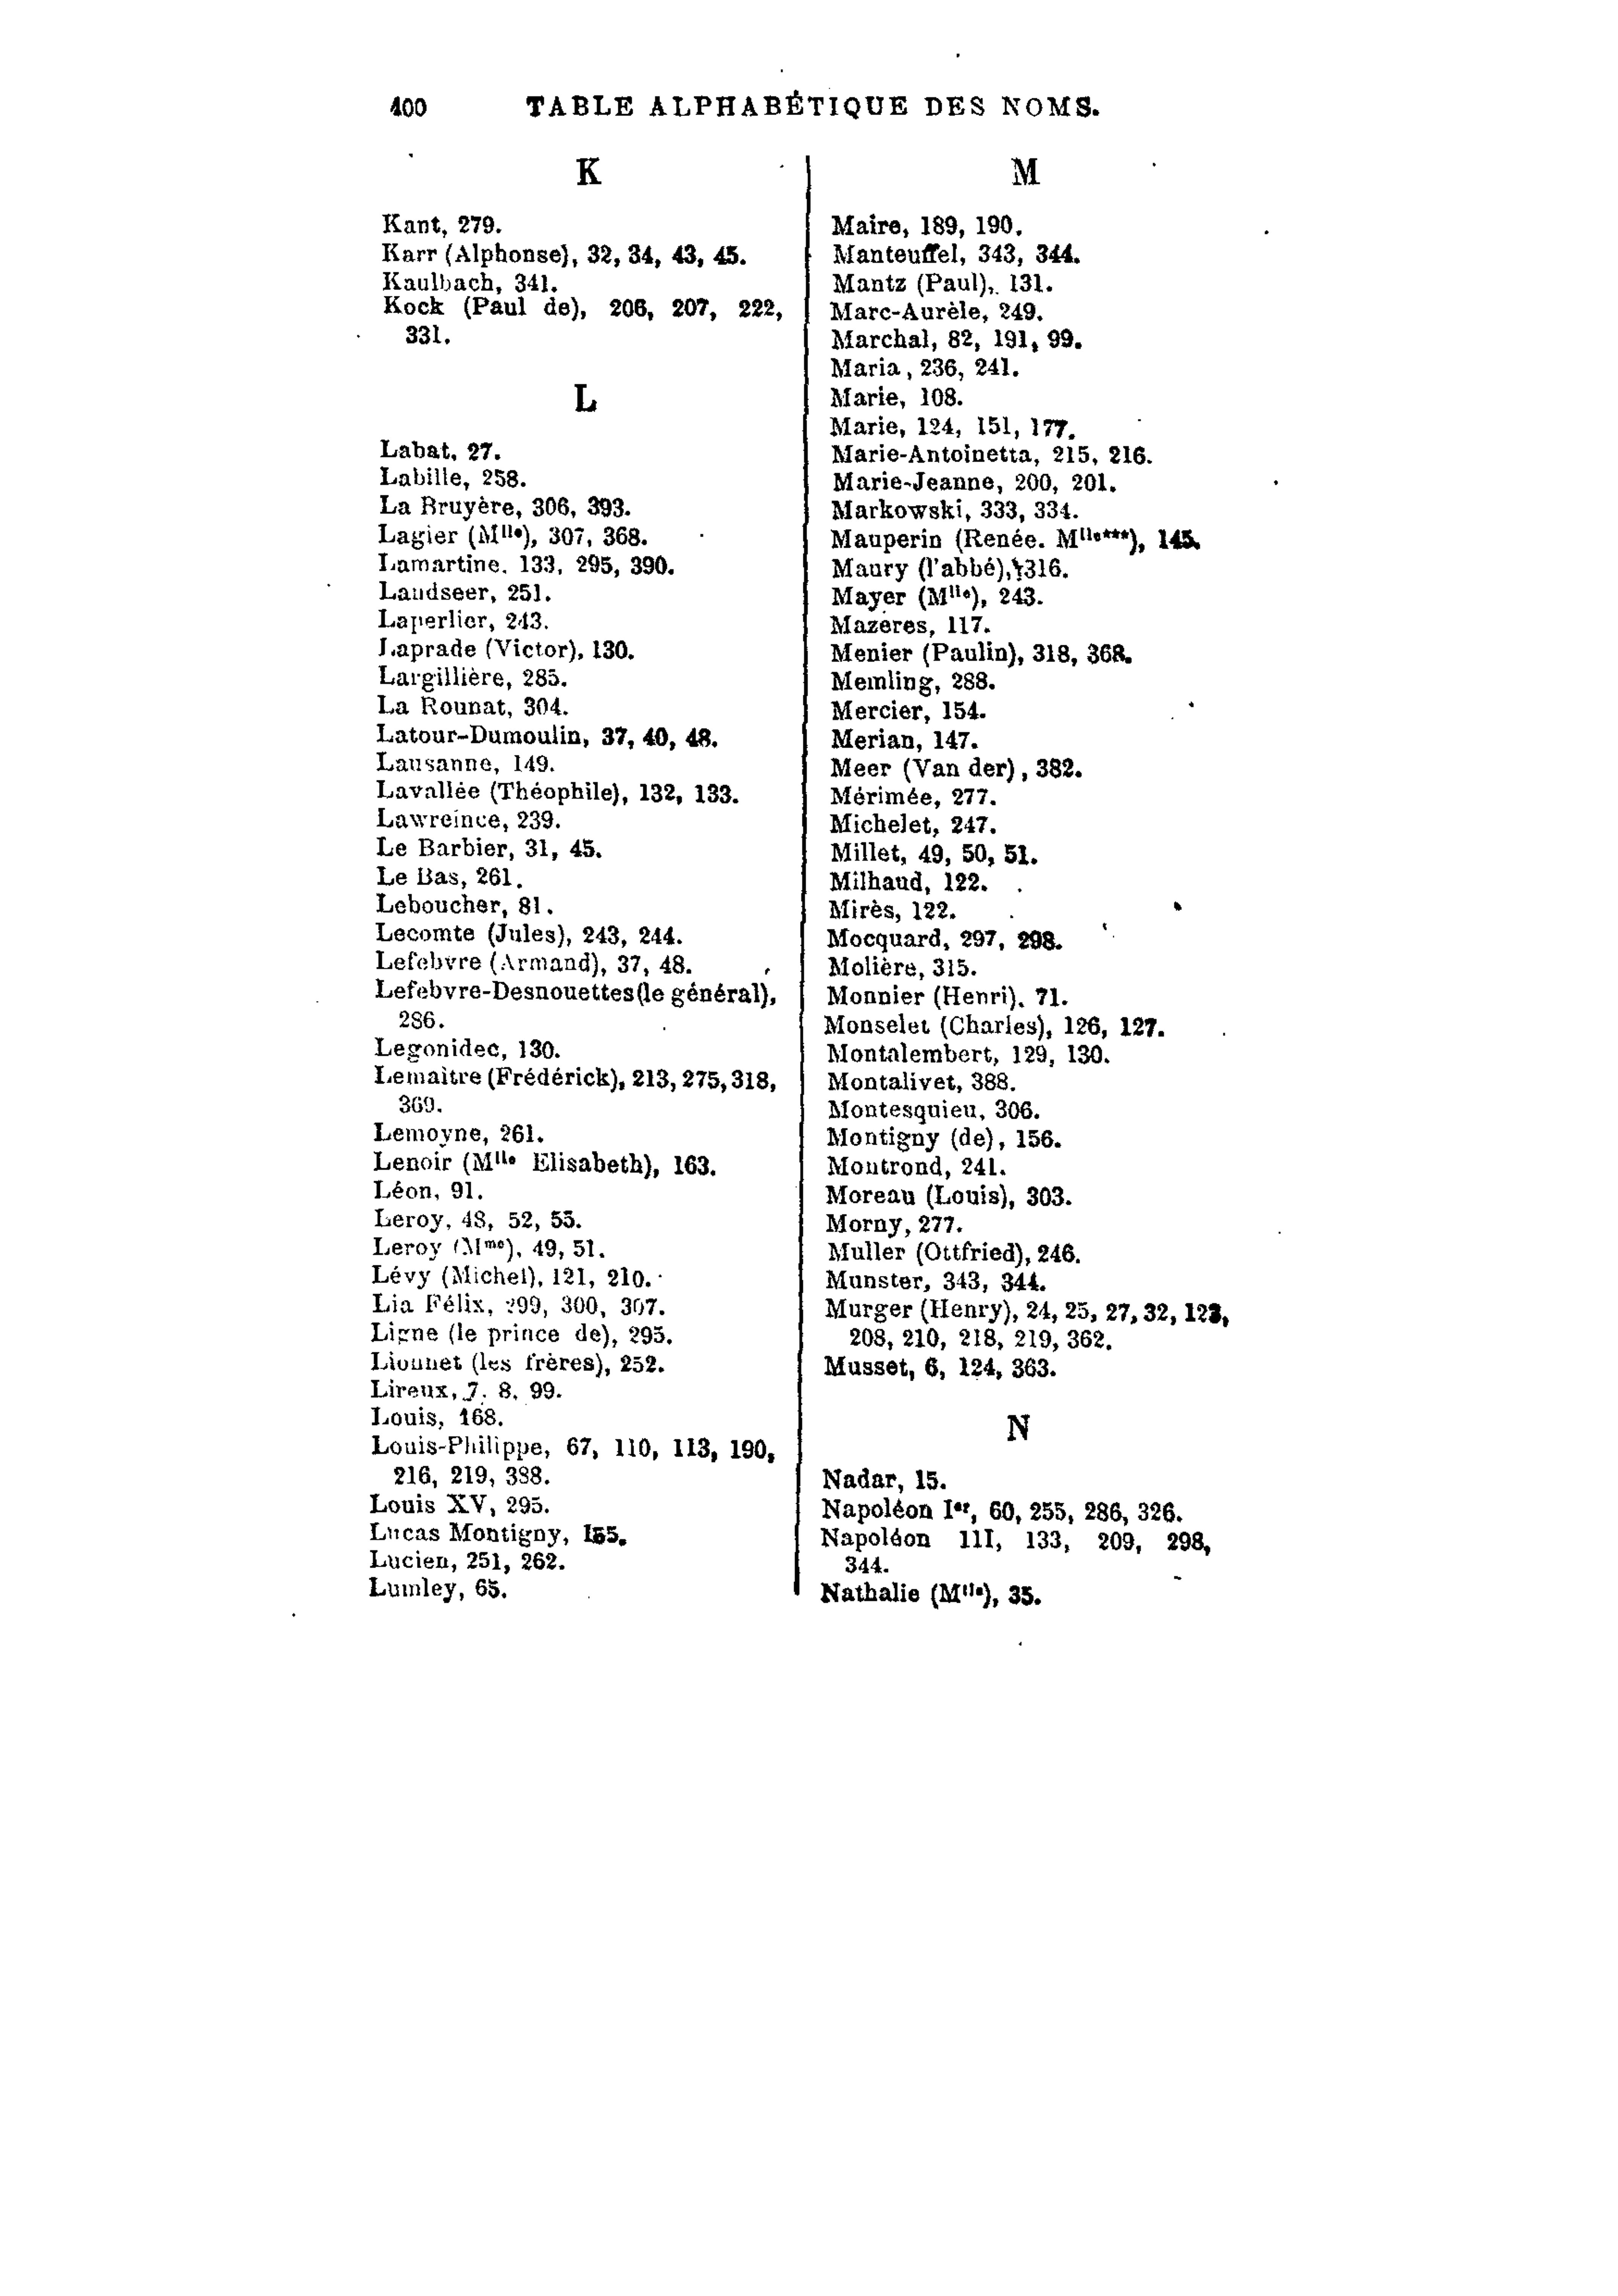 400 TABLE ALPHABÉTIQUE DES NOMS.
K
Kant, 279.
Karr (Alphonse), 32, 34, 43, 45.
Kaulbach, 341.
Kock (Paul de), 206, 207, 222,
331.
L
Labat, 27.
Labille, 258.
La Bruyère, 306, 393.
Lagier (Mlle), 307, 368.
Lamartine. 133, 295, 390.
Landseer, 251.
Laperlier, 243.
Laprade (Victor), 130.
Largillière, 285.
La Rounat, 304.
Latour-Dumoulin, 37, 40, 48.
Lausanne, 149.
Lavallée (Théophile), 132, 133.
Lawreince, 239.
Le Barbier, 31, 45.
Le Bas, 261.
Leboucher, 81.
Lecomte (Jules), 243, 244.
Lefebvre (Armand), 37, 48.
Lefebvre-Desnouettes (le général),
286.
Legonidec, 130.
Lemaitre (Frédérick), 213, 275, 318,
369.
Lemoyne, 261.
Lenoir (Mlle Elisabeth), 163.
Léon, 91.
Leroy, 48, 52, 55.
Leroy (Mme), 49, 51.
Lévy (Michel), 121, 210.
Lia Félix, 299, 300, 307.
Ligne (le prince de), 295.
Lionnet (les frères), 252.
Lireux, 7, 8, 99.
Louis, 168.
Louis-Philippe, 67, 110, 113, 190,
216, 219, 388.
Louis XV, 295.
Lucas Montigny, 155.
Lucien, 251, 262.
Lumley, 65.
M
Maire, 189, 190.
Manteuffel, 343, 344.
Mantz (Paul), 131.
Marc-Aurèle, 249.
Marchal, 82, 191, 99.
Maria, 236, 241.
Marie, 108.
Marie, 124, 151, 177.
Marie-Antoinetta, 215, 216.
Marie-Jeanne, 200, 201.
Markowski, 333, 334.
Mauperin (Renée. Mlle***), 145.
Maury (l'abbé), 316.
Mayer (Mlle), 243.
Mazères, 117.
Menier (Paulin), 318, 368.
Memling, 288.
Mercier, 154.
Merian, 147.
Meer (Van der), 382.
Mérimée, 277.
Michelet, 247.
Millet, 49, 50, 51.
Milhaud, 122.
Mirès, 122.
Mocquard, 297, 298.
Molière, 315.
Monnier (Henri), 71.
Monselet (Charles), 126, 127.
Montalembert, 129, 130.
Montalivet, 388.
Montesquieu, 306.
Montigny (de), 156.
Montrond, 241.
Moreau (Louis), 303.
Morny, 277.
Muller (Ottfried), 246.
Munster, 343, 344.
Murger (Henry), 24, 25, 27, 32, 123,
208, 210, 218, 219, 362.
Musset, 6, 124, 363.
N
Nadar, 15.
Napoléon Ier, 60, 255, 286, 326.
Napoléon III, 133, 209, 298,
344.
Nathalie (Mlle), 35.